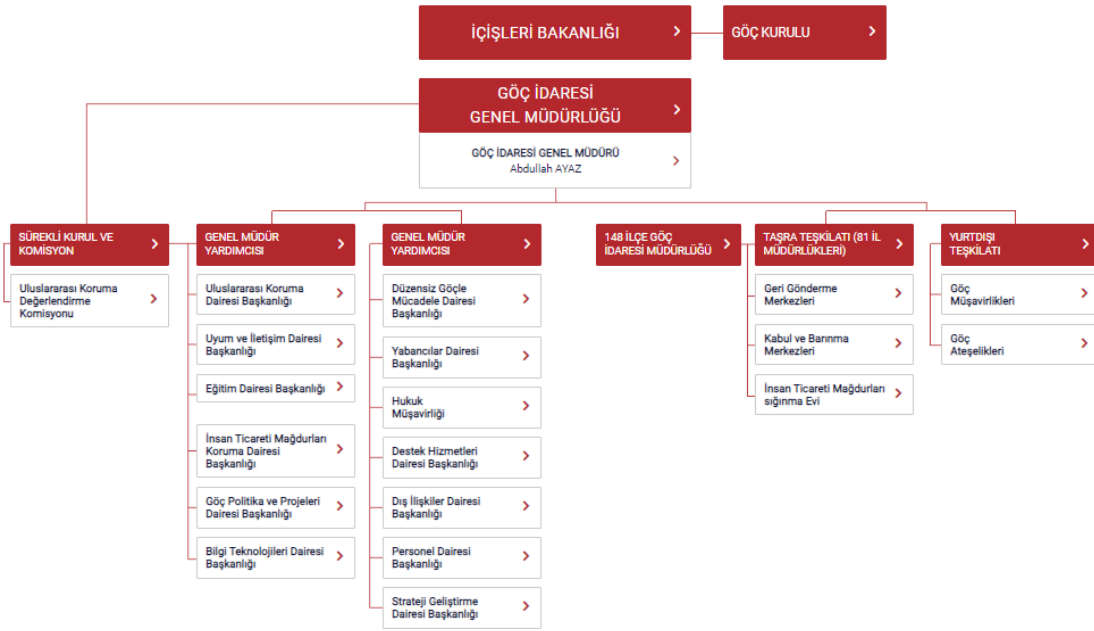 İÇİŞLERİ BAKANLIĞI
GÖÇ KURULU
GÖÇ İDARESİ
GENEL MÜDÜRLÜĞÜ
GÖÇ İDARESİ GENEL MÜDÜRÜ
Abdullah AYAZ
SÜREKLİ KURUL VE
KOMİSYON
Uluslararası Koruma
Değerlendirme
Komisyonu
GENEL MÜDÜR
YARDIMCISI
Uluslararası Koruma
Dairesi Başkanlığı
Uyum ve İletişim Dairesi
Başkanlığı
Eğitim Dairesi Başkanlığı
İnsan Ticareti Mağdurları
Koruma Dairesi
Başkanlığı
Göç Politika ve Projeleri
Dairesi Başkanlığı
Bilgi Teknolojileri Dairesi
Başkanlığı
GENEL MÜDÜR
YARDIMCISI
Düzensiz Göçle
Mücadele Dairesi
Başkanlığı
Yabancılar Dairesi
Başkanlığı
Hukuk
Müşavirliği
Destek Hizmetleri
Dairesi Başkanlığı
Dış İlişkiler Dairesi
Başkanlığı
Personel Dairesi
Başkanlığı
Strateji Geliştirme
Dairesi Başkanlığı
148 İLÇE GÖÇ
İDARESİ MÜDÜRLÜĞÜ
TAŞRA TEŞKİLATI (81 İL
MÜDÜRLÜKLERİ)
Geri Gönderme
Merkezleri
Kabul ve Barınma
Merkezleri
İnsan Ticareti Mağdurları
sığınma Evi
YURTDIŞI
TEŞKİLATI
Göç
Müşavirlikleri
Göç
Ateşelikleri